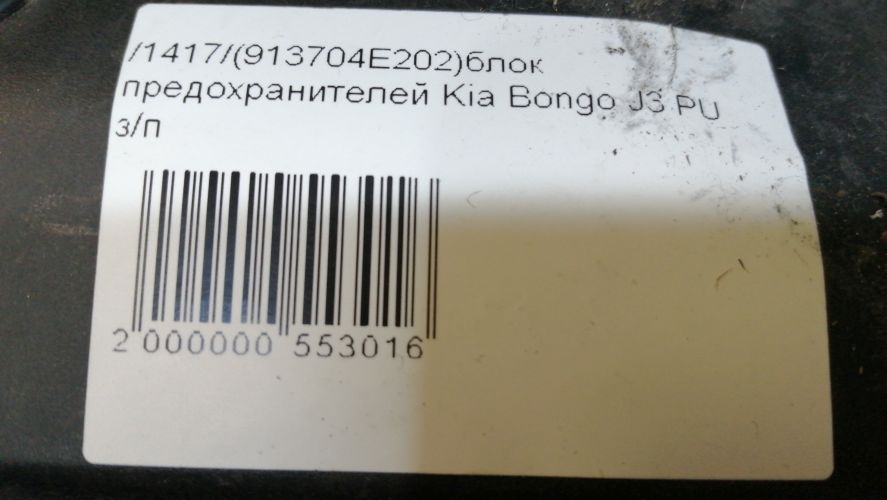 /1417/(913704E202)блок
предохранителей Kia Bongo J3 PU
з/п
2 000000 553016